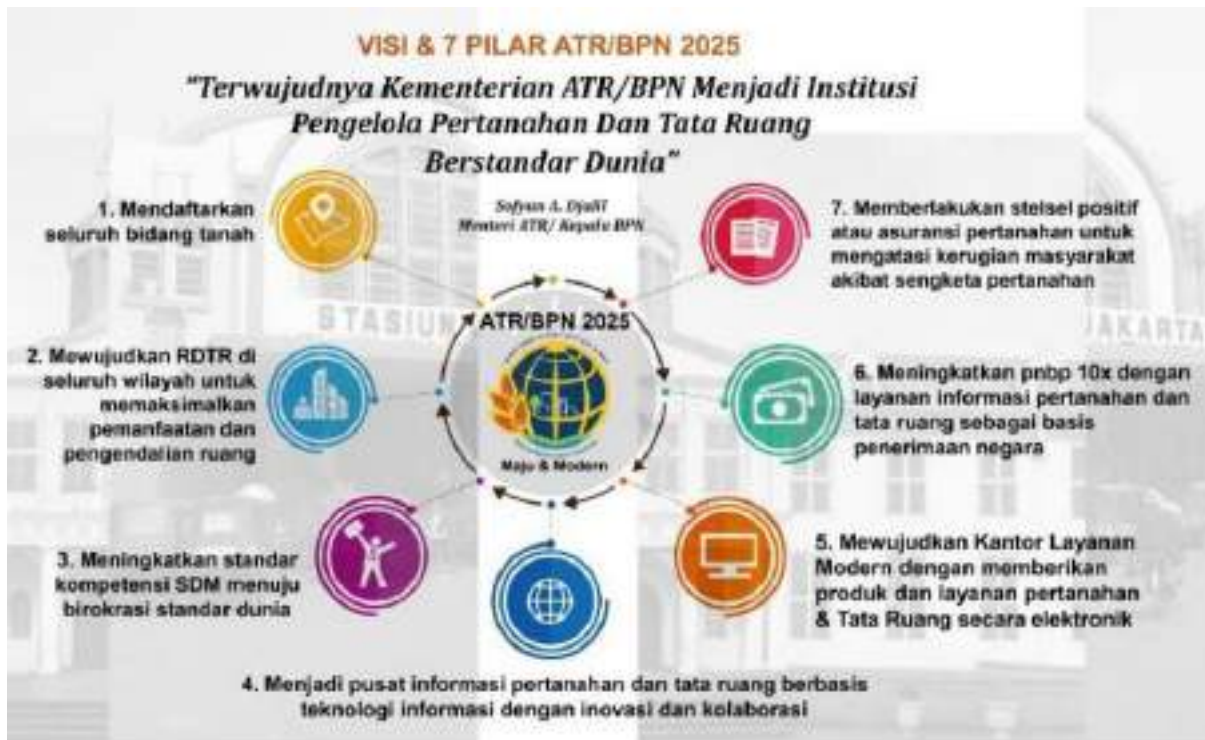 VISI & 7 PILAR ATR/BPN 2025
"Terwujudnya Kementerian ATR/BPN Menjadi Institusi
Pengelola Pertanahan Dan Tata Ruang
Berstandar Dunia"
Sofyan A. Djalil
Menteri ATR/ Kepala BPN
1. Mendaftarkan
seluruh bidang tanah
2. Mewujudkan RDTR di
seluruh wilayah untuk
memaksimalkan
pemanfaatan dan
pengendalian ruang
3. Meningkatkan standar
kompetensi SDM menuju
birokrasi standar dunia
4. Menjadi pusat informasi pertanahan dan tata ruang berbasis
teknologi informasi dengan inovasi dan kolaborasi
5. Mewujudkan Kantor Layanan
Modern dengan memberikan
produk dan layanan pertanahan
& Tata Ruang secara elektronik
6. Meningkatkan pnbp 10x dengan
layanan informasi pertanahan dan
tata ruang sebagai basis
penerimaan negara
7. Memberlakukan stelsel positif
atau asuransi pertanahan untuk
mengatasi kerugian masyarakat
akibat sengketa pertanahan
ATR/BPN 2025
Maju & Modern
STASIUN
JAKARTA